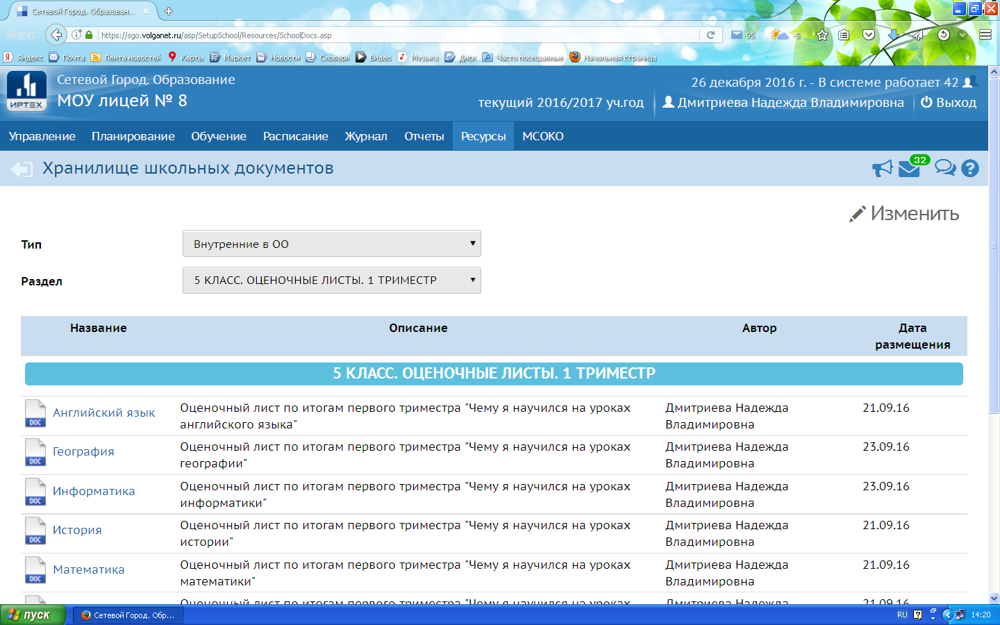 Сетевой Город. Образован...
Яндекс
https://sgo.volganet.ru/asp/SetupSchool/Resources/SchoolDocs.asp
95
-5
Яндекс Почта Лента новостей Карты Маркет Новости Словари Видео Музыка Диск Часто посещаемые Начальная страница
ИРТЕХ
Сетевой Город. Образование
МОУ лицей № 8
26 декабря 2016 г. - В системе работает 42
текущий 2016/2017 уч.год
Дмитриева Надежда Владимировна
Выход
Управление Планирование Обучение Расписание Журнал Отчеты Ресурсы МСОКО
Хранилище школьных документов
32
Изменить
Тип
Внутренние в ОО
Раздел
5 КЛАСС. ОЦЕНОЧНЫЕ ЛИСТЫ. 1 ТРИМЕСТР
Название Описание Автор Дата
размещения
5 КЛАСС. ОЦЕНОЧНЫЕ ЛИСТЫ. 1 ТРИМЕСТР
DOC
Английский язык
Оценочный лист по итогам первого триместра "Чему я научился на уроках
английского языка"
Дмитриева Надежда
Владимировна
21.09.16
DOC
География
Оценочный лист по итогам первого триместра "Чему я научился на уроках
географии"
Дмитриева Надежда
Владимировна
23.09.16
DOC
Информатика
Оценочный лист по итогам первого триместра "Чему я научился на уроках
информатики"
Дмитриева Надежда
Владимировна
23.09.16
DOC
История
Оценочный лист по итогам первого триместра "Чему я научился на уроках
истории"
Дмитриева Надежда
Владимировна
21.09.16
DOC
Математика
Оценочный лист по итогам первого триместра "Чему я научился на уроках
математики"
Дмитриева Надежда
Владимировна
21.09.16
Оценочный лист по итогам первого триместра "Чему я научился на уроках
Дмитриева Надежда
21.09.16
пуск
Сетевой Город. Обр...
RU
14:20